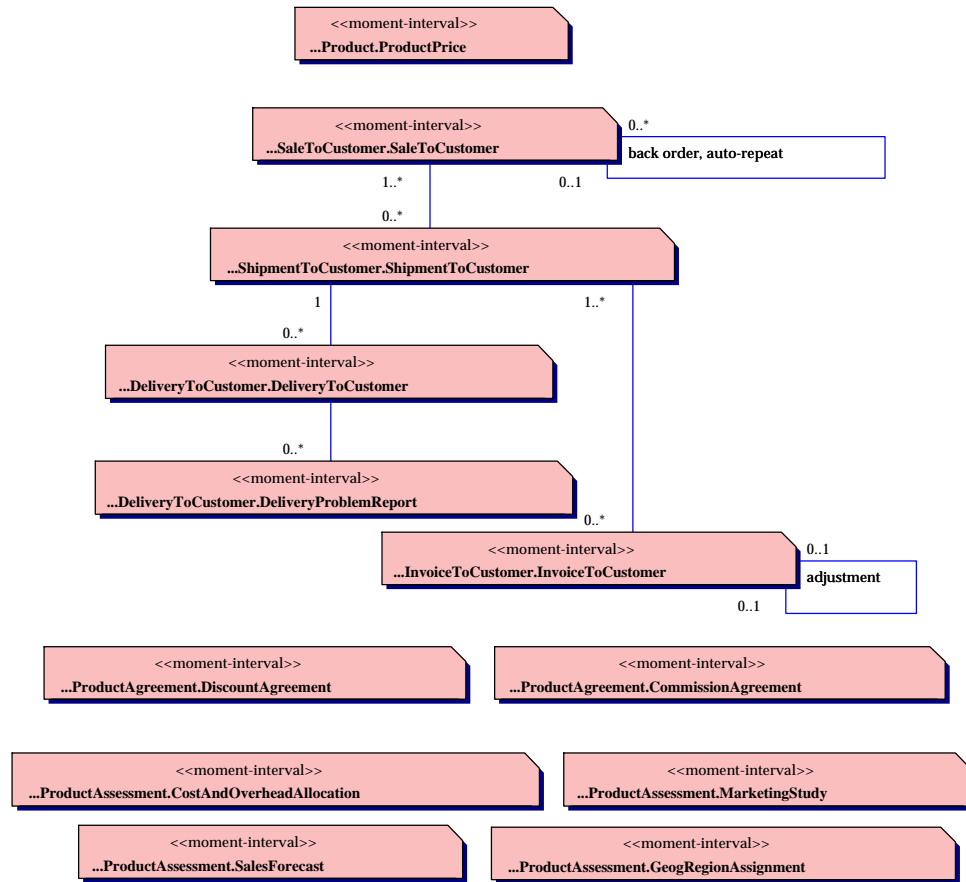 <<moment-interval>>
...Product.ProductPrice
<<moment-interval>>
...SaleToCustomer.SaleToCustomer
0..*
back order, auto-repeat
0..1
1..*
0..*
<<moment-interval>>
...ShipmentToCustomer.ShipmentToCustomer
1
1..*
0..*
<<moment-interval>>
...DeliveryToCustomer.DeliveryToCustomer
0..*
<<moment-interval>>
...DeliveryToCustomer.DeliveryProblemReport
0..*
<<moment-interval>>
...InvoiceToCustomer.InvoiceToCustomer
0..1
adjustment
0..1
<<moment-interval>>
...ProductAgreement.DiscountAgreement
<<moment-interval>>
...ProductAgreement.CommissionAgreement
<<moment-interval>>
...ProductAssessment.CostAndOverheadAllocation
<<moment-interval>>
...ProductAssessment.MarketingStudy
<<moment-interval>>
...ProductAssessment.SalesForecast
<<moment-interval>>
...ProductAssessment.GeogRegionAssignment